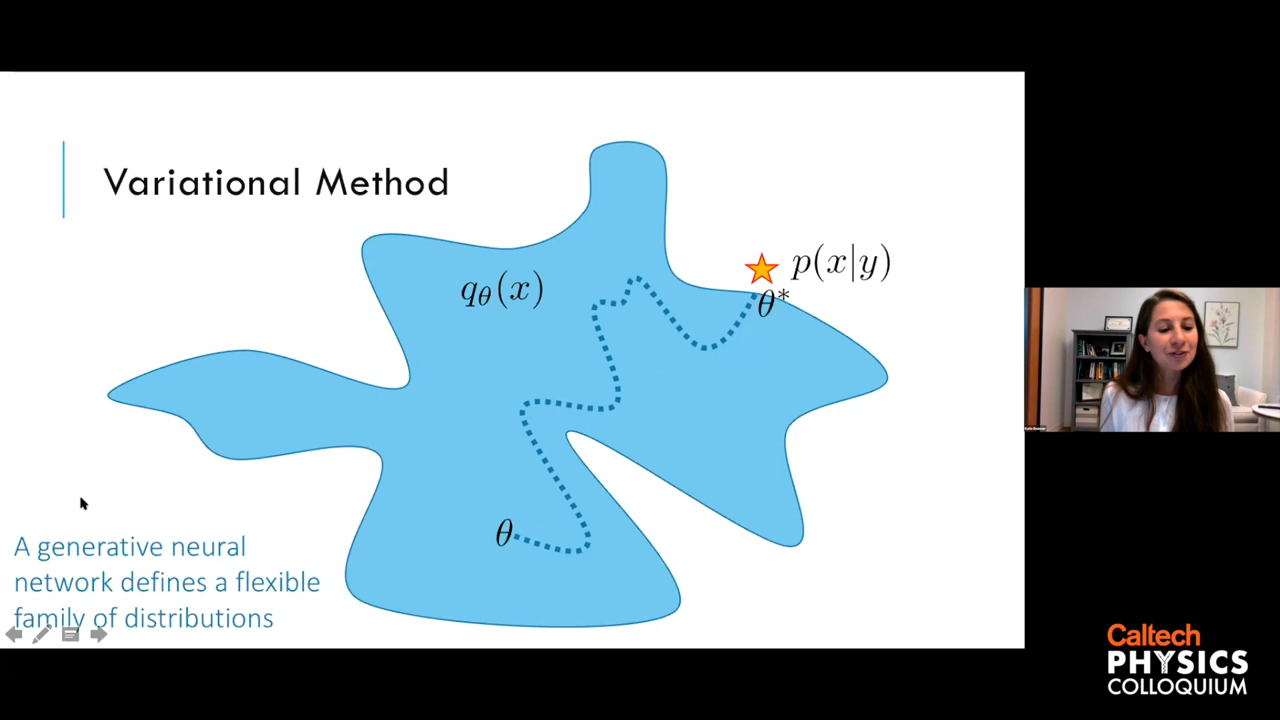 Variational Method
q_θ(x)
p(x|y)
θ*
θ
A generative neural
network defines a flexible
family of distributions
Caltech
PHYSICS
COLLOQUIUM